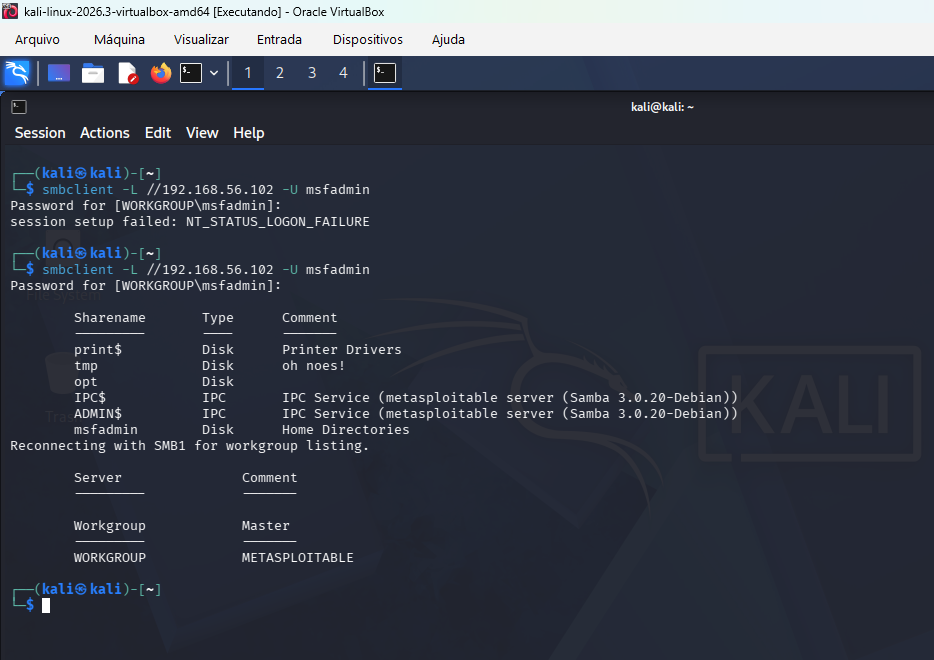 kali-linux-2026.3-virtualbox-amd64 [Executando] - Oracle VirtualBox
Arquivo Máquina Visualizar Entrada Dispositivos Ajuda
1 2 3 4
kali@kali: ~
Session Actions Edit View Help
┌──(kali㉿kali)-[~]
└─$ smbclient -L //192.168.56.102 -U msfadmin
Password for [WORKGROUP\msfadmin]:
session setup failed: NT_STATUS_LOGON_FAILURE
┌──(kali㉿kali)-[~]
└─$ smbclient -L //192.168.56.102 -U msfadmin
Password for [WORKGROUP\msfadmin]:
File System
Sharename Type Comment
--------- ---- -------
print$ Disk Printer Drivers
tmp Disk oh noes!
opt Disk
IPC$ IPC IPC Service (metasploitable server (Samba 3.0.20-Debian))
ADMIN$ IPC IPC Service (metasploitable server (Samba 3.0.20-Debian))
msfadmin Disk Home Directories
KALI
Reconnecting with SMB1 for workgroup listing.
Server Comment
--------- -------
Workgroup Master
--------- -------
WORKGROUP METASPLOITABLE
┌──(kali㉿kali)-[~]
└─$